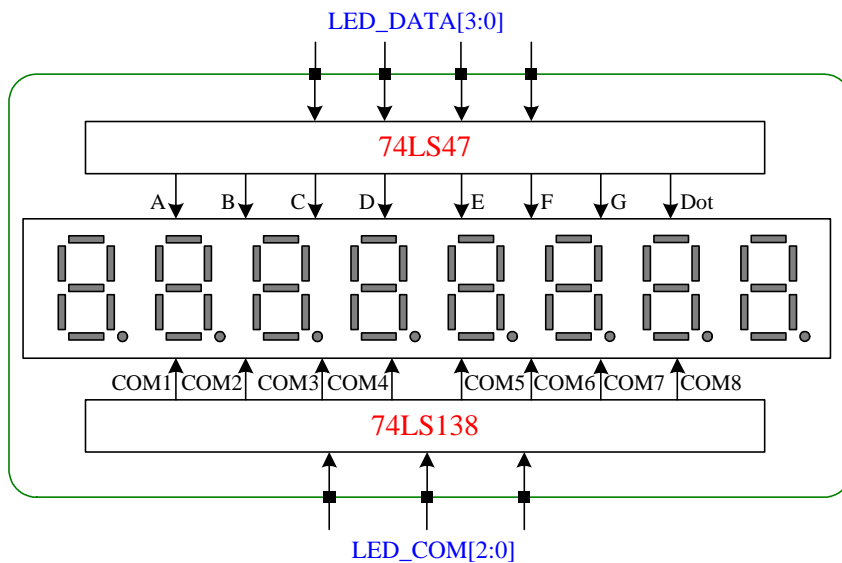 LED_DATA[3:0]
74LS47
A B C D E F G Dot
COM1 COM2 COM3 COM4 COM5 COM6 COM7 COM8
74LS138
LED_COM[2:0]